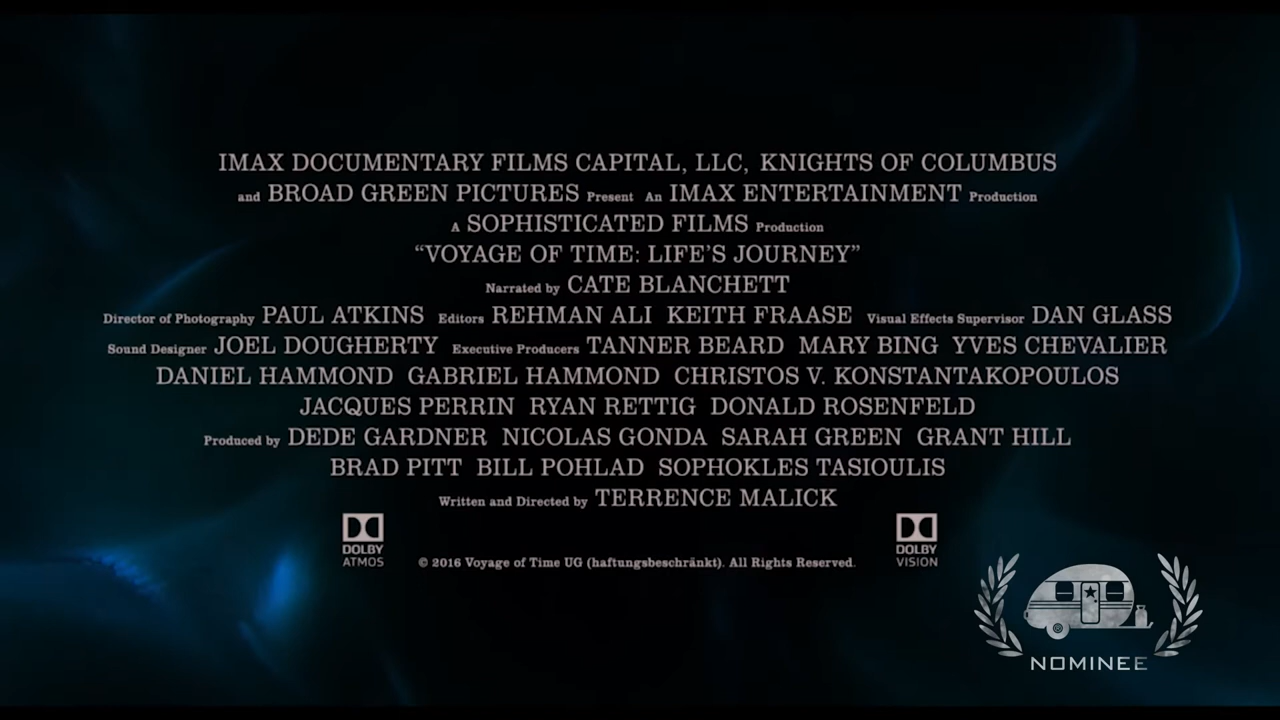 IMAX DOCUMENTARY FILMS CAPITAL, LLC, KNIGHTS OF COLUMBUS
and BROAD GREEN PICTURES Present An IMAX ENTERTAINMENT Production
A SOPHISTICATED FILMS Production
“VOYAGE OF TIME: LIFE’S JOURNEY”
Narrated by CATE BLANCHETT
Director of Photography PAUL ATKINS Editors REHMAN ALI KEITH FRAASE Visual Effects Supervisor DAN GLASS
Sound Designer JOEL DOUGHERTY Executive Producers TANNER BEARD MARY BING YVES CHEVALIER
DANIEL HAMMOND GABRIEL HAMMOND CHRISTOS V. KONSTANTAKOPOULOS
JACQUES PERRIN RYAN RETTIG DONALD ROSENFELD
Produced by DEDE GARDNER NICOLAS GONDA SARAH GREEN GRANT HILL
BRAD PITT BILL POHLAD SOPHOKLES TASIOULIS
Written and Directed by TERRENCE MALICK
DOLBY
ATMOS
© 2016 Voyage of Time UG (haftungsbeschränkt). All Rights Reserved.
DOLBY
VISION
NOMINEE